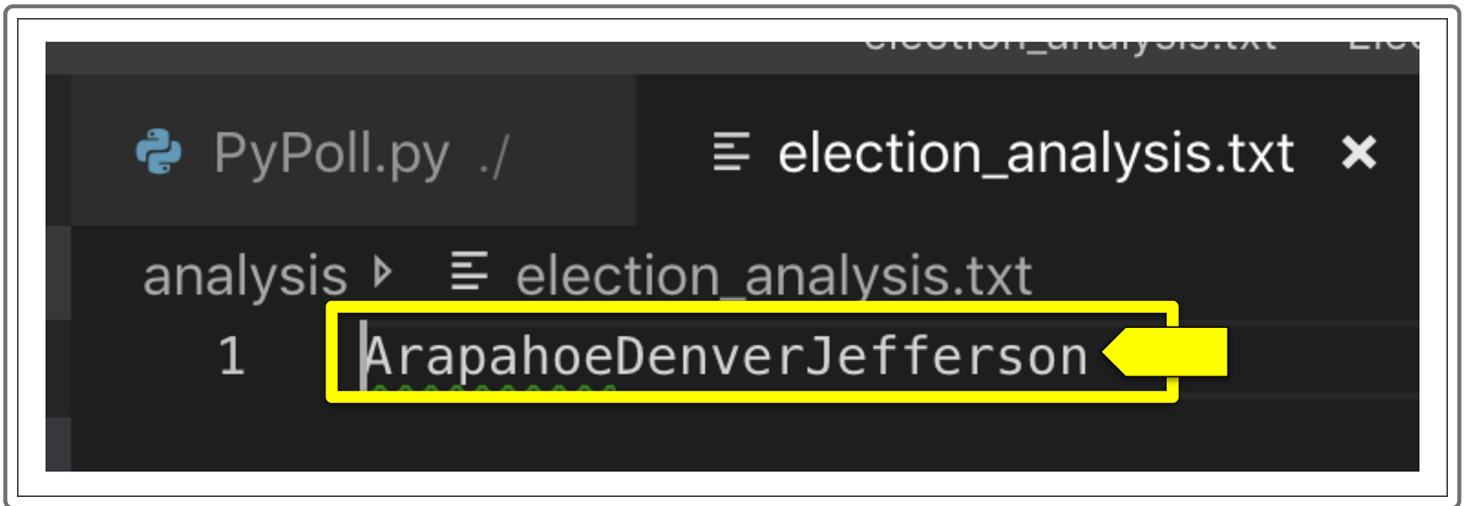 PyPoll.py ./
election_analysis.txt
analysis election_analysis.txt
1 ArapahoeDenverJefferson